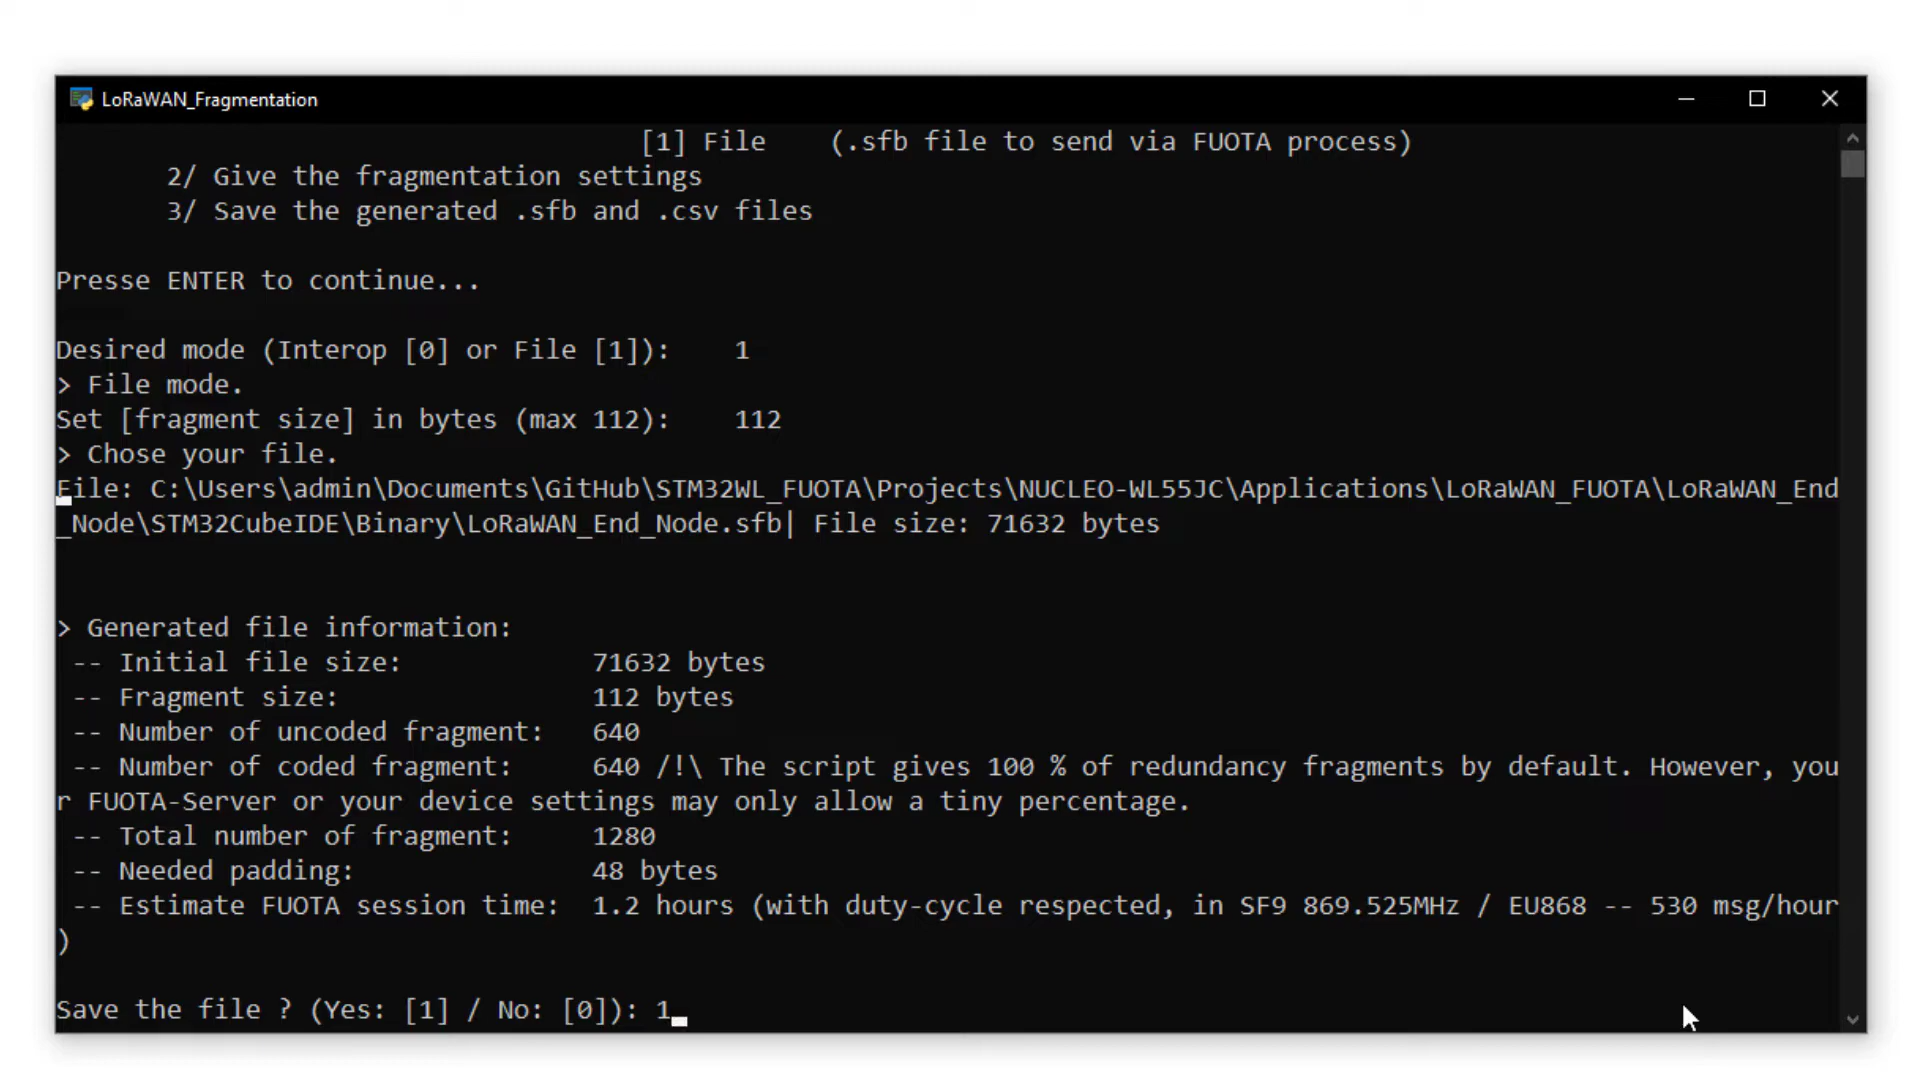 LoRaWAN_Fragmentation
[1] File    (.sfb file to send via FUOTA process)
2/ Give the fragmentation settings
3/ Save the generated .sfb and .csv files
Presse ENTER to continue...
Desired mode (Interop [0] or File [1]):    1
> File mode.
Set [fragment size] in bytes (max 112):    112
> Chose your file.
File: C:\Users\admin\Documents\GitHub\STM32WL_FUOTA\Projects\NUCLEO-WL55JC\Applications\LoRaWAN_FUOTA\LoRaWAN_End
_Node\STM32CubeIDE\Binary\LoRaWAN_End_Node.sfb| File size: 71632 bytes
> Generated file information:
-- Initial file size:            71632 bytes
-- Fragment size:                112 bytes
-- Number of uncoded fragment:   640
-- Number of coded fragment:     640 /!\ The script gives 100 % of redundancy fragments by default. However, you
r FUOTA-Server or your device settings may only allow a tiny percentage.
-- Total number of fragment:     1280
-- Needed padding:               48 bytes
-- Estimate FUOTA session time:  1.2 hours (with duty-cycle respected, in SF9 869.525MHz / EU868 -- 530 msg/hour
)
Save the file ? (Yes: [1] / No: [0]): 1